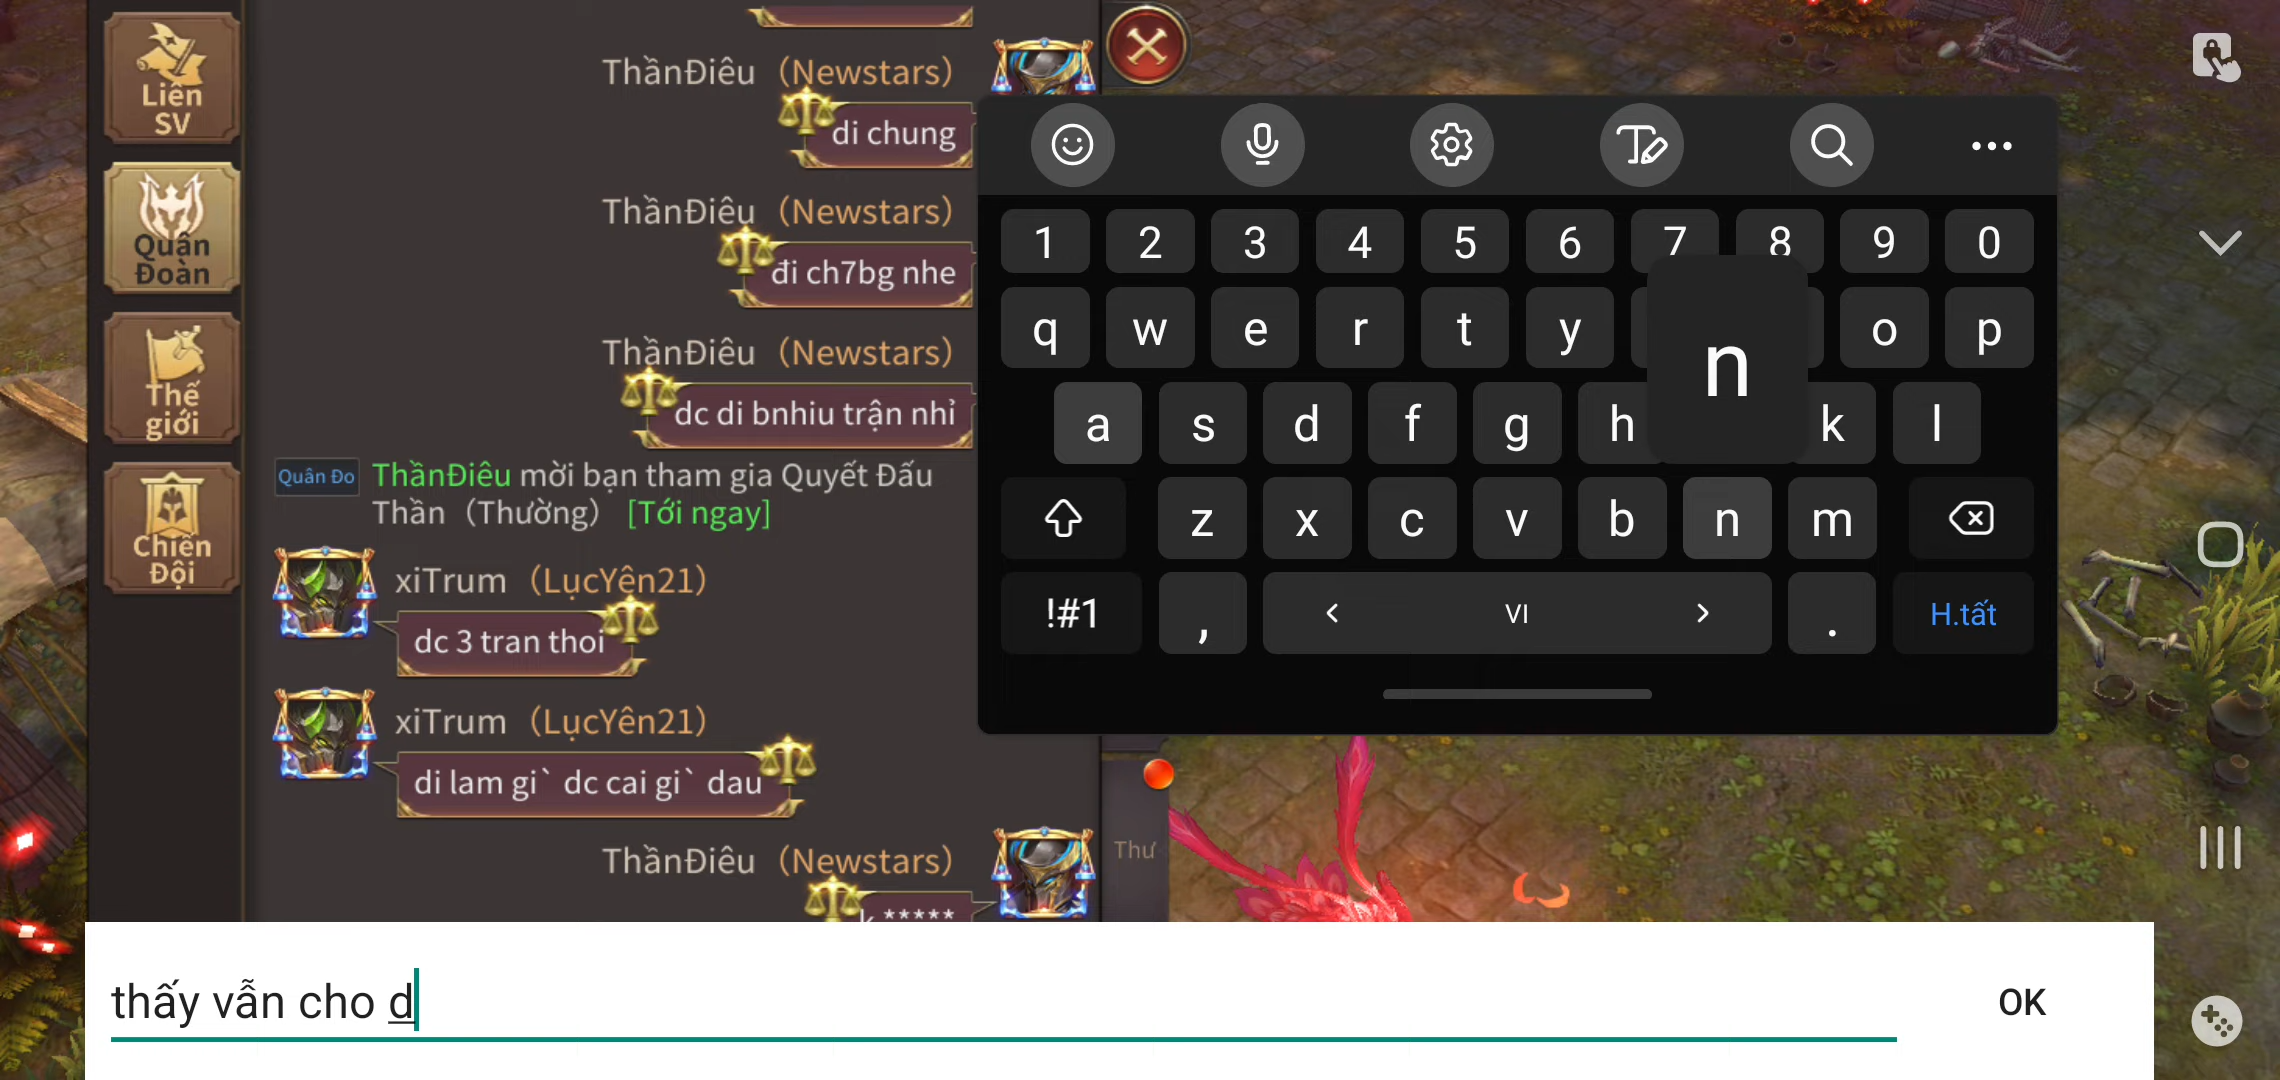 Liên
SV
Quân
Đoàn
Thế
giới
Chiến
Đội
ThầnĐiêu（Newstars）
di chung
ThầnĐiêu（Newstars）
đi ch7bg nhe
ThầnĐiêu（Newstars）
dc di bnhiu trận nhỉ
Quân Đo ThầnĐiêu mời bạn tham gia Quyết Đấu
Thần（Thường） [Tới ngay]
xiTrum（LụcYên21）
dc 3 tran thoi
xiTrum（LụcYên21）
di lam gi` dc cai gi` dau
ThầnĐiêu（Newstars）
k *****
Thư
1 2 3 4 5 6 7 8 9 0
q w e r t y o p
n
a s d f g h k l
z x c v b n m
!#1 , < VI > . H.tất
thấy vẫn cho d
OK